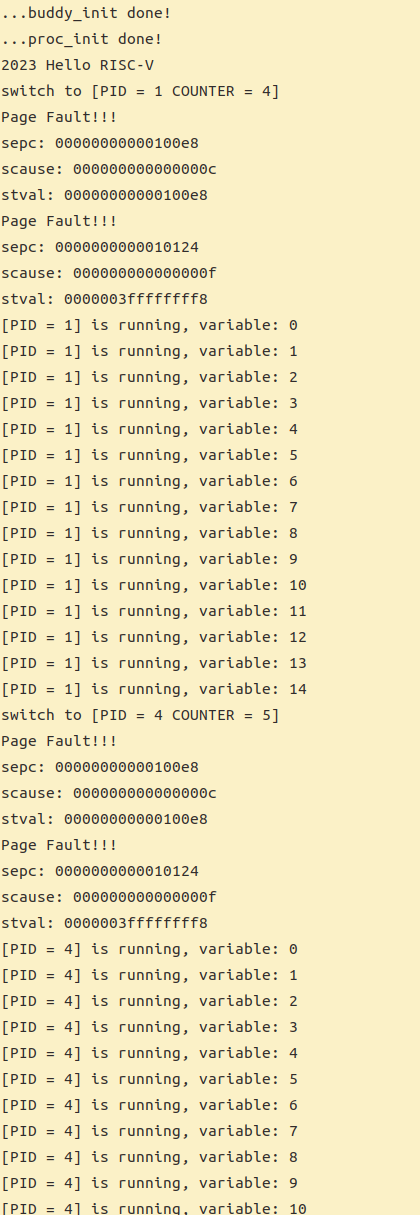 ...buddy_init done!
...proc_init done!
2023 Hello RISC-V
switch to [PID = 1 COUNTER = 4]
Page Fault!!!
sepc: 00000000000100e8
scause: 000000000000000c
stval: 00000000000100e8
Page Fault!!!
sepc: 0000000000010124
scause: 000000000000000f
stval: 0000003ffffffff8
[PID = 1] is running, variable: 0
[PID = 1] is running, variable: 1
[PID = 1] is running, variable: 2
[PID = 1] is running, variable: 3
[PID = 1] is running, variable: 4
[PID = 1] is running, variable: 5
[PID = 1] is running, variable: 6
[PID = 1] is running, variable: 7
[PID = 1] is running, variable: 8
[PID = 1] is running, variable: 9
[PID = 1] is running, variable: 10
[PID = 1] is running, variable: 11
[PID = 1] is running, variable: 12
[PID = 1] is running, variable: 13
[PID = 1] is running, variable: 14
switch to [PID = 4 COUNTER = 5]
Page Fault!!!
sepc: 00000000000100e8
scause: 000000000000000c
stval: 00000000000100e8
Page Fault!!!
sepc: 0000000000010124
scause: 000000000000000f
stval: 0000003ffffffff8
[PID = 4] is running, variable: 0
[PID = 4] is running, variable: 1
[PID = 4] is running, variable: 2
[PID = 4] is running, variable: 3
[PID = 4] is running, variable: 4
[PID = 4] is running, variable: 5
[PID = 4] is running, variable: 6
[PID = 4] is running, variable: 7
[PID = 4] is running, variable: 8
[PID = 4] is running, variable: 9
[PID = 4] is running, variable: 10